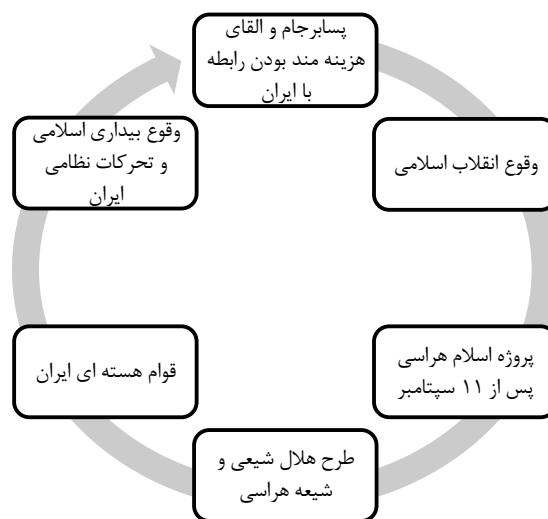 پسابرجام و القای
هزینه مند بودن رابطه
با ایران
وقوع انقلاب اسلامی
پروژه اسلام هراسی
پس از ۱۱ سپتامبر
طرح هلال شیعی و
شیعه هراسی
قوام هسته ای ایران
وقوع بیداری اسلامی
و تحرکات نظامی
ایران